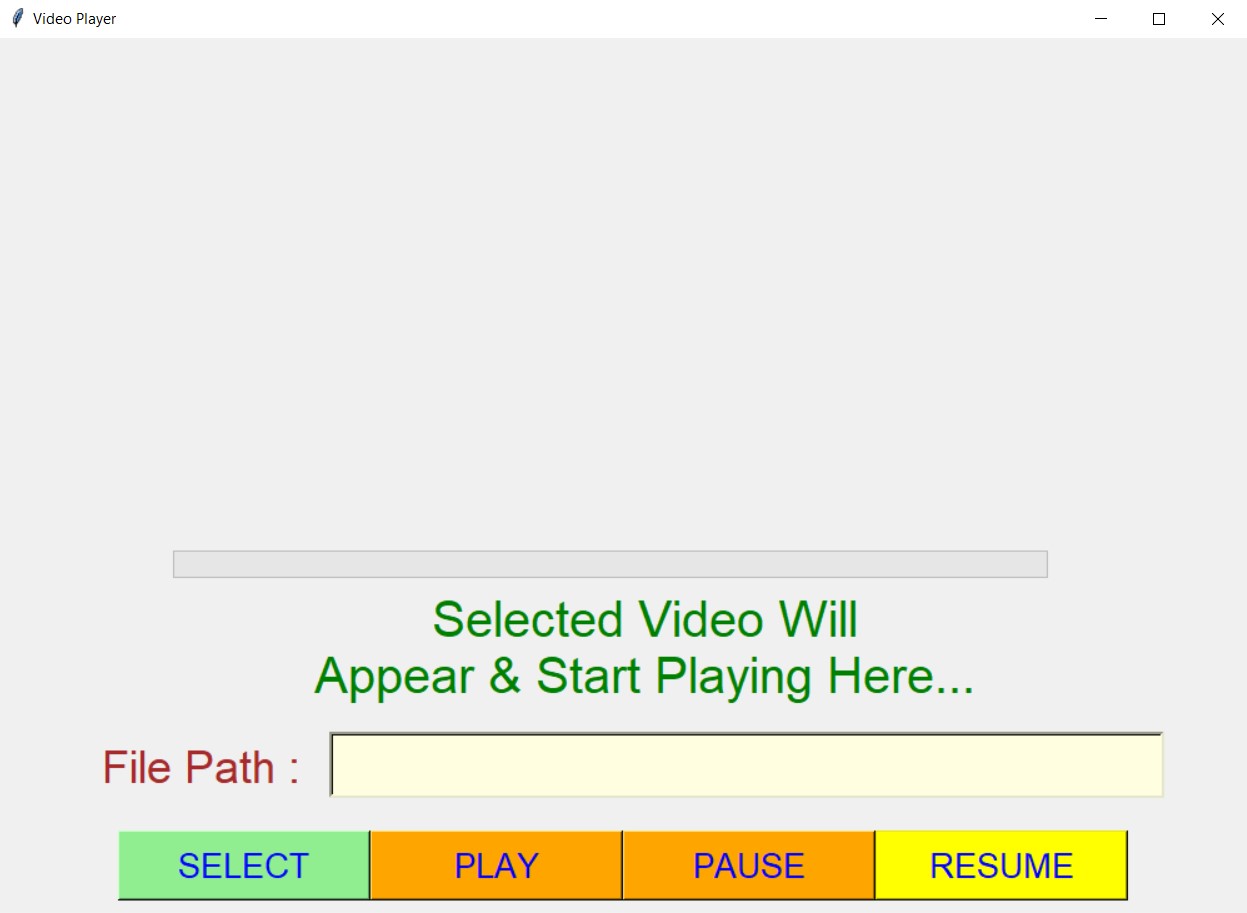 Video Player
Selected Video Will
Appear & Start Playing Here...
File Path :
SELECT PLAY PAUSE RESUME